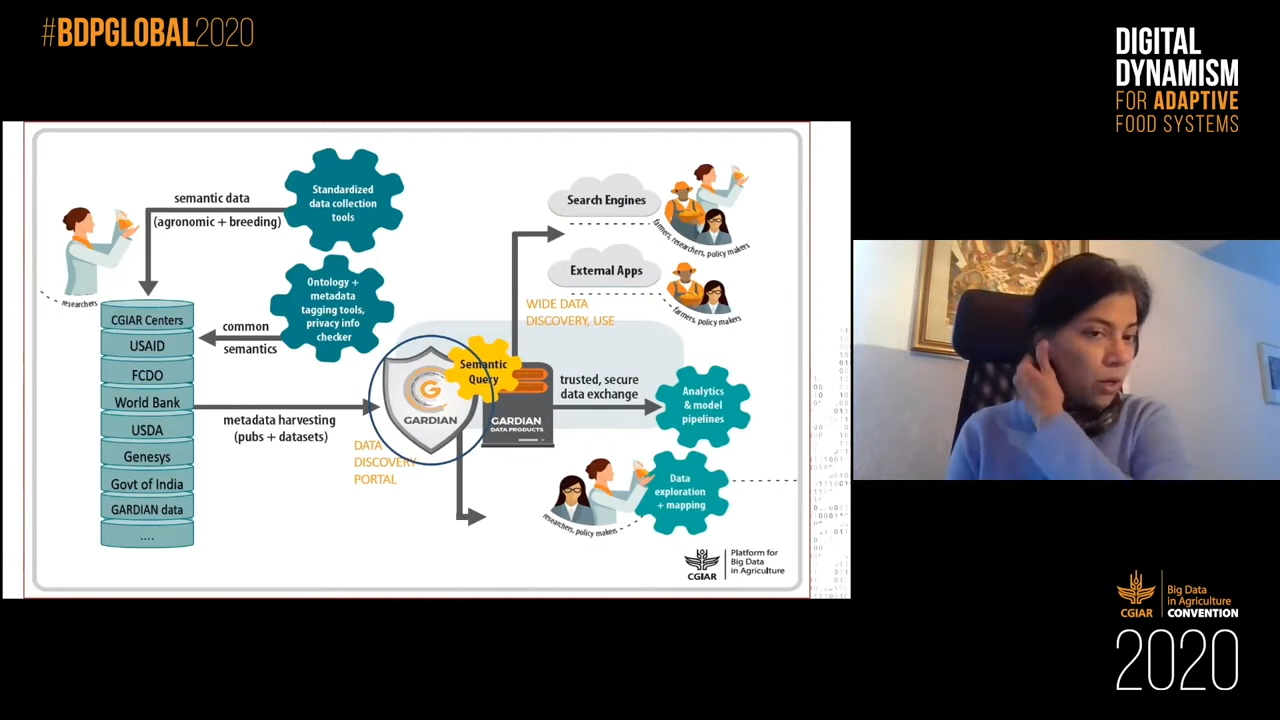 #BDPGLOBAL2020
DIGITAL
DYNAMISM
FOR ADAPTIVE
FOOD SYSTEMS
semantic data
(agronomic + breeding)
Standardized
data collection
tools
researchers
Ontology +
metadata
tagging tools,
privacy info
checker
common
semantics
CGIAR Centers
USAID
FCDO
World Bank
USDA
Genesys
Govt of India
GARDIAN data
....
metadata harvesting
(pubs + datasets)
GARDIAN
DATA
DISCOVERY
PORTAL
Semantic
Query
GARDIAN
DATA PRODUCTS
Search Engines
farmers, researchers, policy makers
External Apps
farmers, policy makers
WIDE DATA
DISCOVERY, USE
trusted, secure
data exchange
Analytics
& model
pipelines
Data
exploration
+ mapping
researchers, policy makers
CGIAR
Platform for
Big Data
in Agriculture
CGIAR
Big Data
in Agriculture
CONVENTION
2020